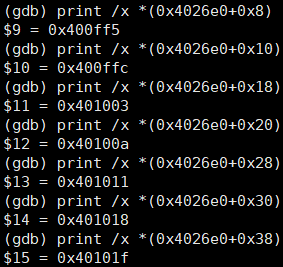 (gdb) print /x *(0x4026e0+0x8)
$9 = 0x400ff5
(gdb) print /x *(0x4026e0+0x10)
$10 = 0x400ffc
(gdb) print /x *(0x4026e0+0x18)
$11 = 0x401003
(gdb) print /x *(0x4026e0+0x20)
$12 = 0x40100a
(gdb) print /x *(0x4026e0+0x28)
$13 = 0x401011
(gdb) print /x *(0x4026e0+0x30)
$14 = 0x401018
(gdb) print /x *(0x4026e0+0x38)
$15 = 0x40101f